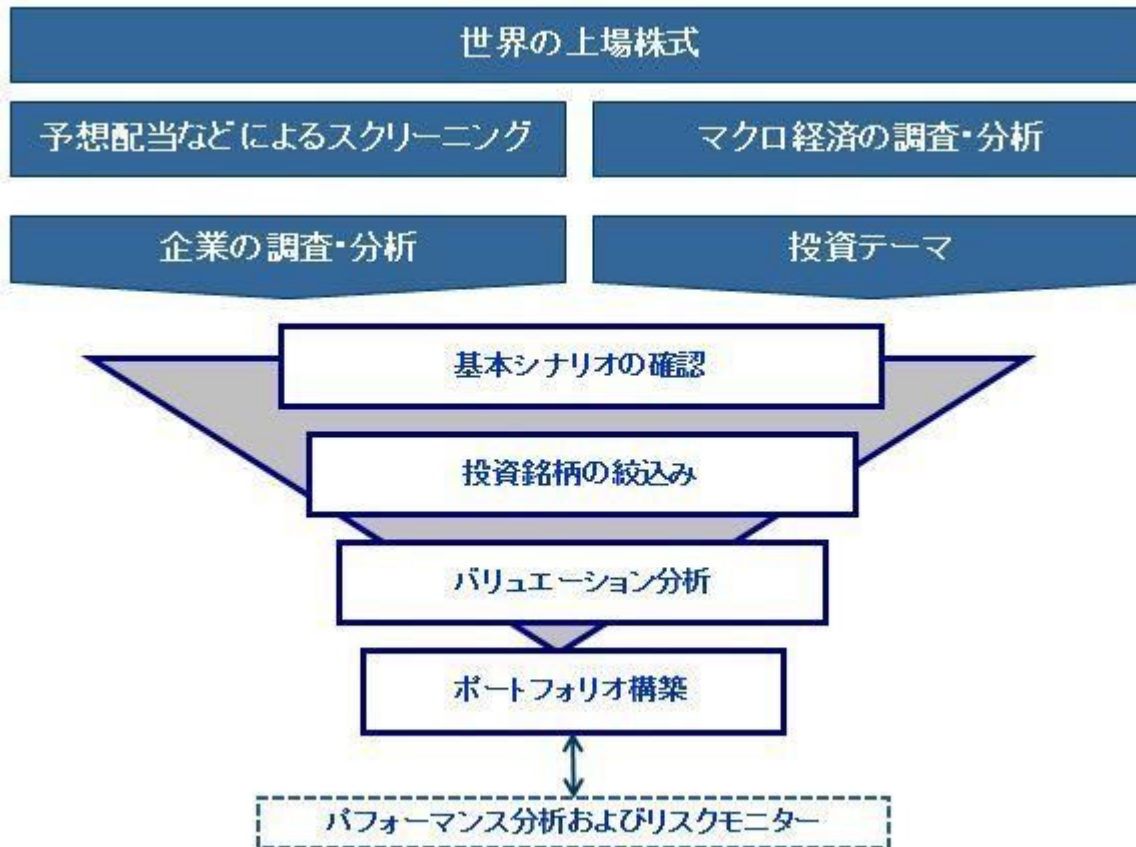 世界の上場株式
予想配当などによるスクリーニング
マクロ経済の調査・分析
企業の調査・分析
投資テーマ
基本シナリオの確認
投資銘柄の絞込み
バリュエーション分析
ポートフォリオ構築
パフォーマンス分析およびリスクモニター